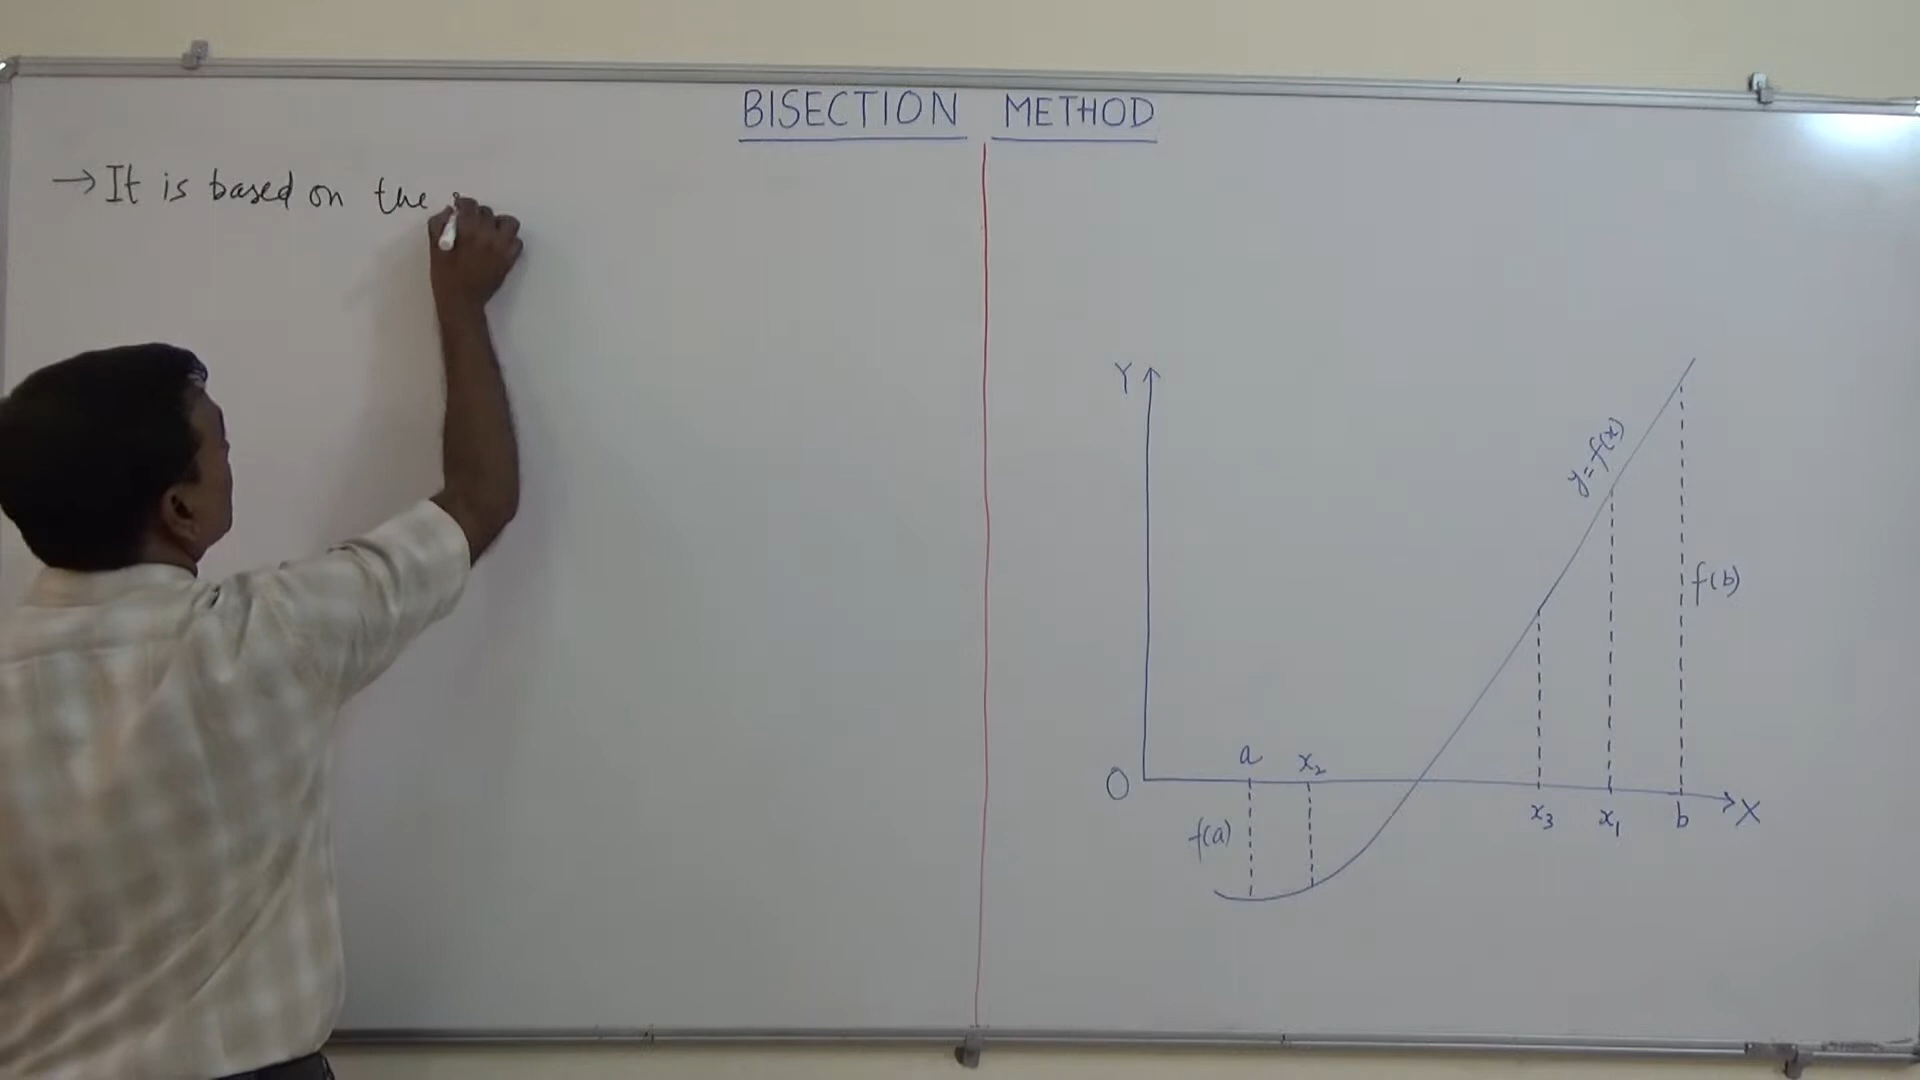 BISECTION METHOD
→ It is based on the
Y
y=f(x)
f(b)
a x₂
O
x₃ x₁ b X
f(a)